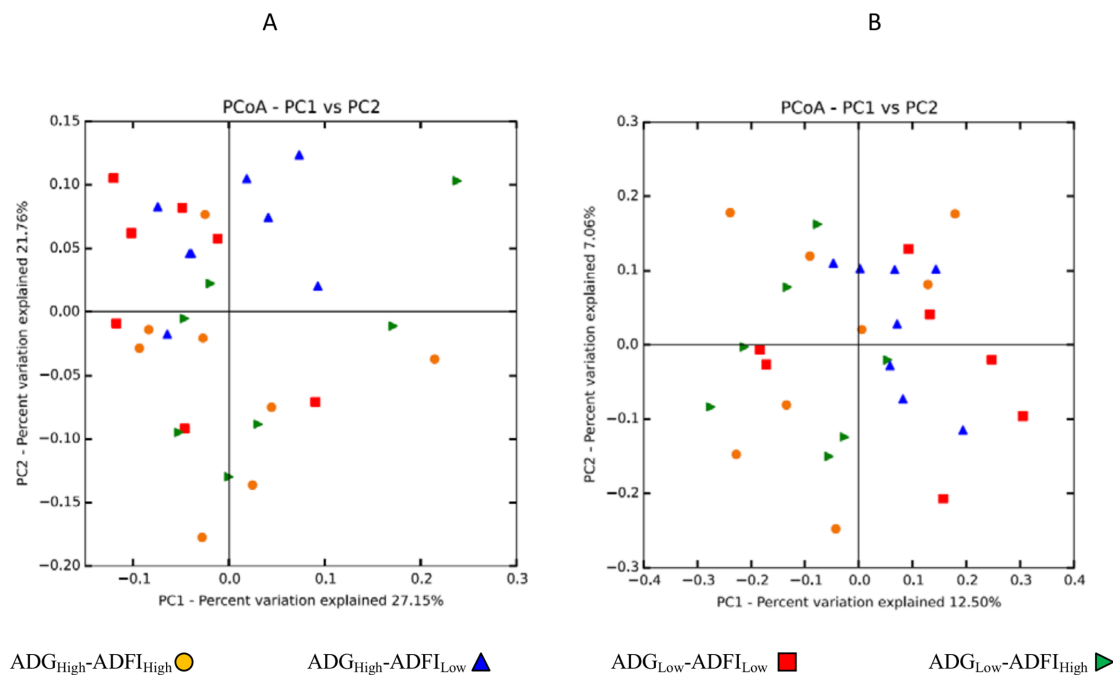 A B
PCoA - PC1 vs PC2
0.15
0.10
0.05
0.00
−0.05
−0.10
−0.15
−0.20
PC2 - Percent variation explained 21.76%
−0.1 0.0 0.1 0.2 0.3
PC1 - Percent variation explained 27.15%
PCoA - PC1 vs PC2
0.3
0.2
0.1
0.0
−0.1
−0.2
−0.3
PC2 - Percent variation explained 7.06%
−0.4 −0.3 −0.2 −0.1 0.0 0.1 0.2 0.3 0.4
PC1 - Percent variation explained 12.50%
ADGHigh-ADFIHigh ADGHigh-ADFILow ADGLow-ADFILow ADGLow-ADFIHigh